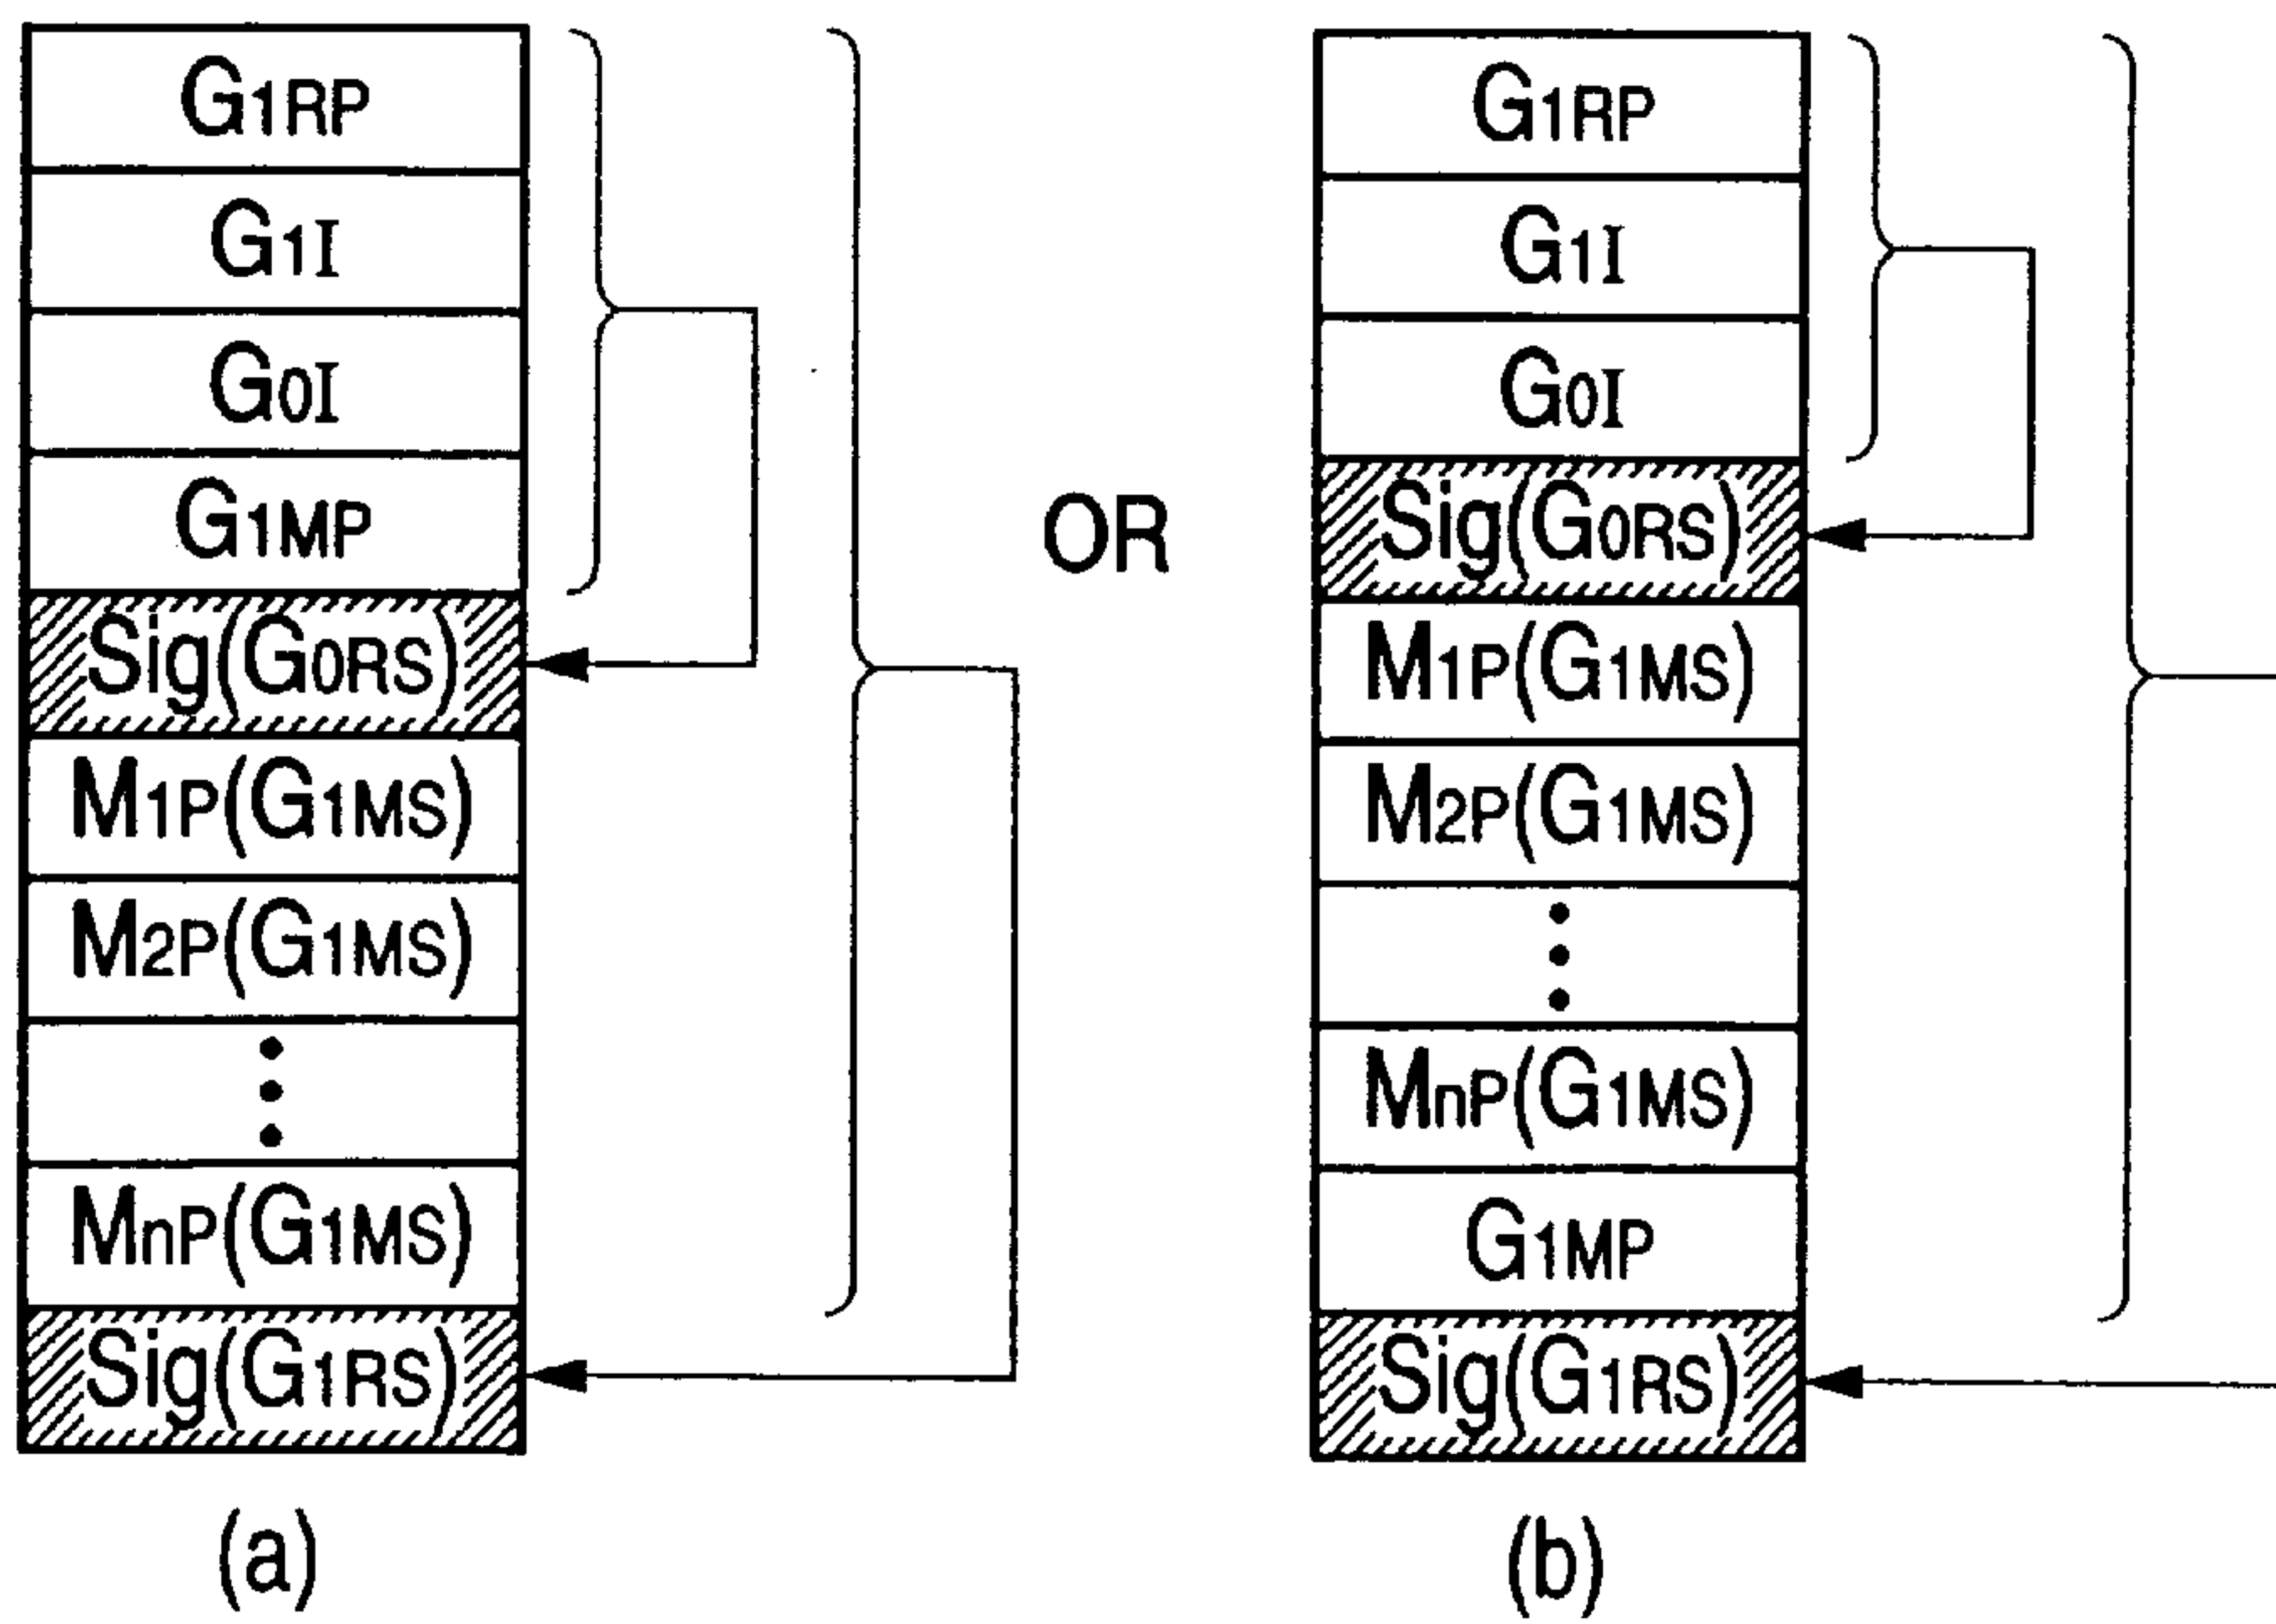 G1RP
G1I
G0I
G1MP
Sig(G0RS)
M1P(G1MS)
M2P(G1MS)
MnP(G1MS)
Sig(G1RS)
(a)
OR
G1RP
G1I
G0I
Sig(G0RS)
M1P(G1MS)
M2P(G1MS)
MnP(G1MS)
G1MP
Sig(G1RS)
(b)